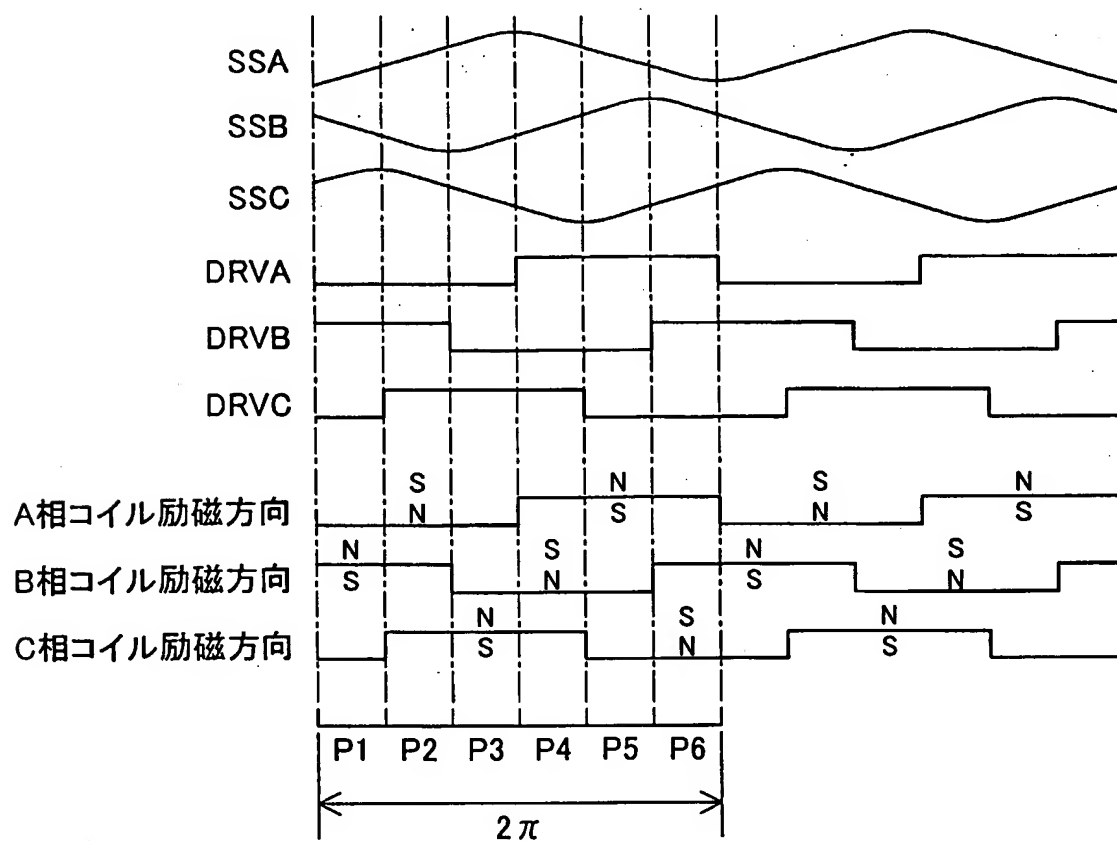 SSA
SSB
SSC
DRVA
DRVB
DRVC
S N S N
A相コイル励磁方向 N S N S
N S N S
B相コイル励磁方向 S N S N
N S N
C相コイル励磁方向 S N S
P1 P2 P3 P4 P5 P6
2π